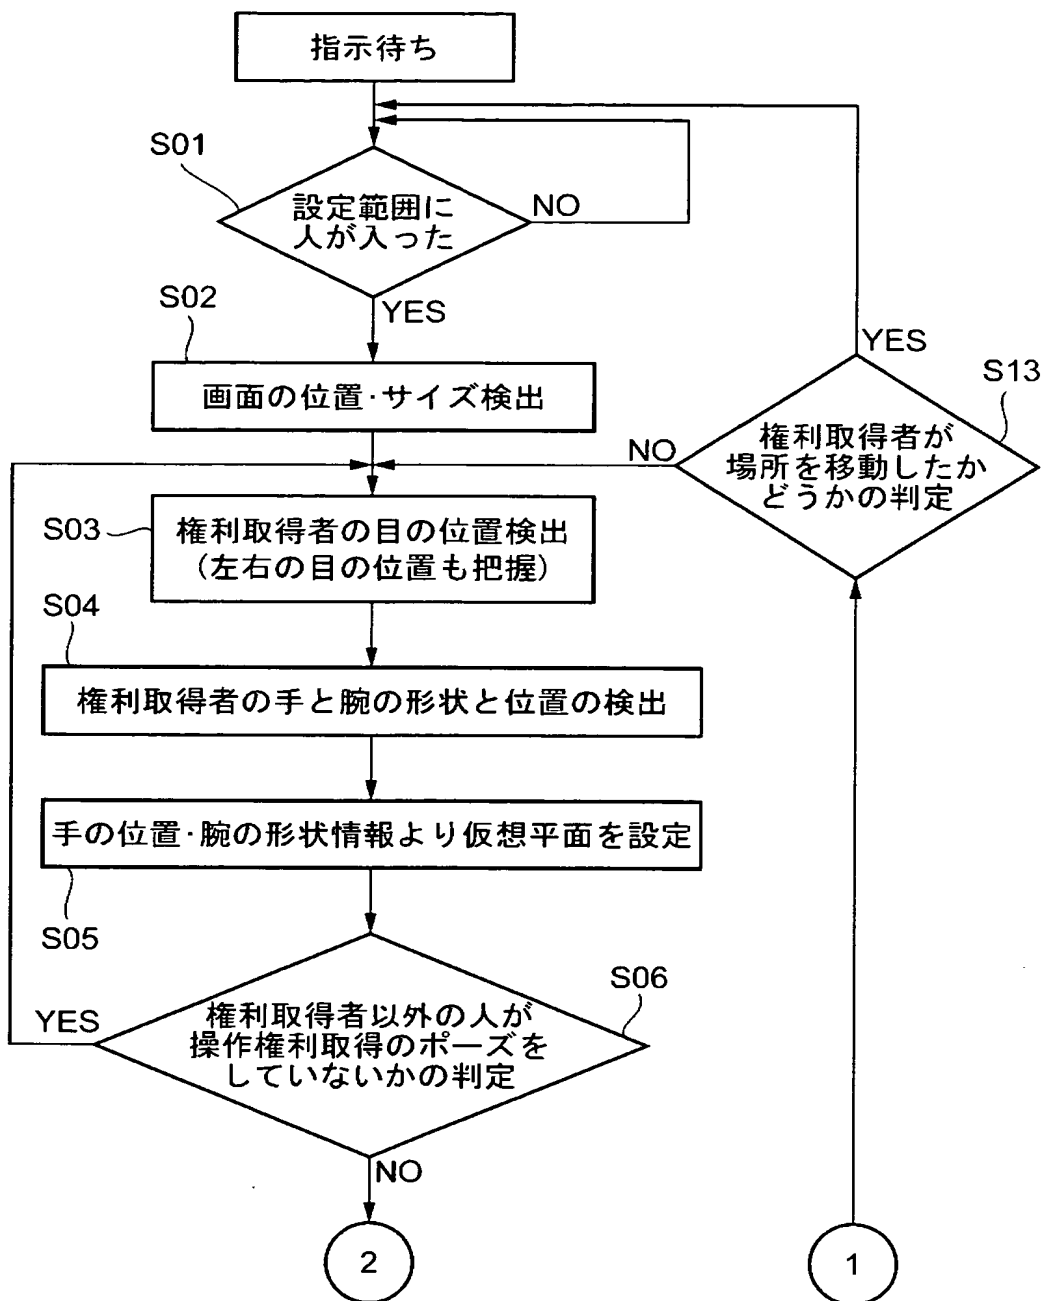 指示待ち
S01
設定範囲に
人が入った
NO
YES
S02
画面の位置·サイズ検出
YES
S13
権利取得者が
場所を移動したか
どうかの判定
NO
S03
権利取得者の目の位置検出
(左右の目の位置も把握)
S04
権利取得者の手と腕の形状と位置の検出
手の位置·腕の形状情報より仮想平面を設定
S05
S06
権利取得者以外の人が
操作権利取得のポーズを
していないかの判定
YES
NO
2
1